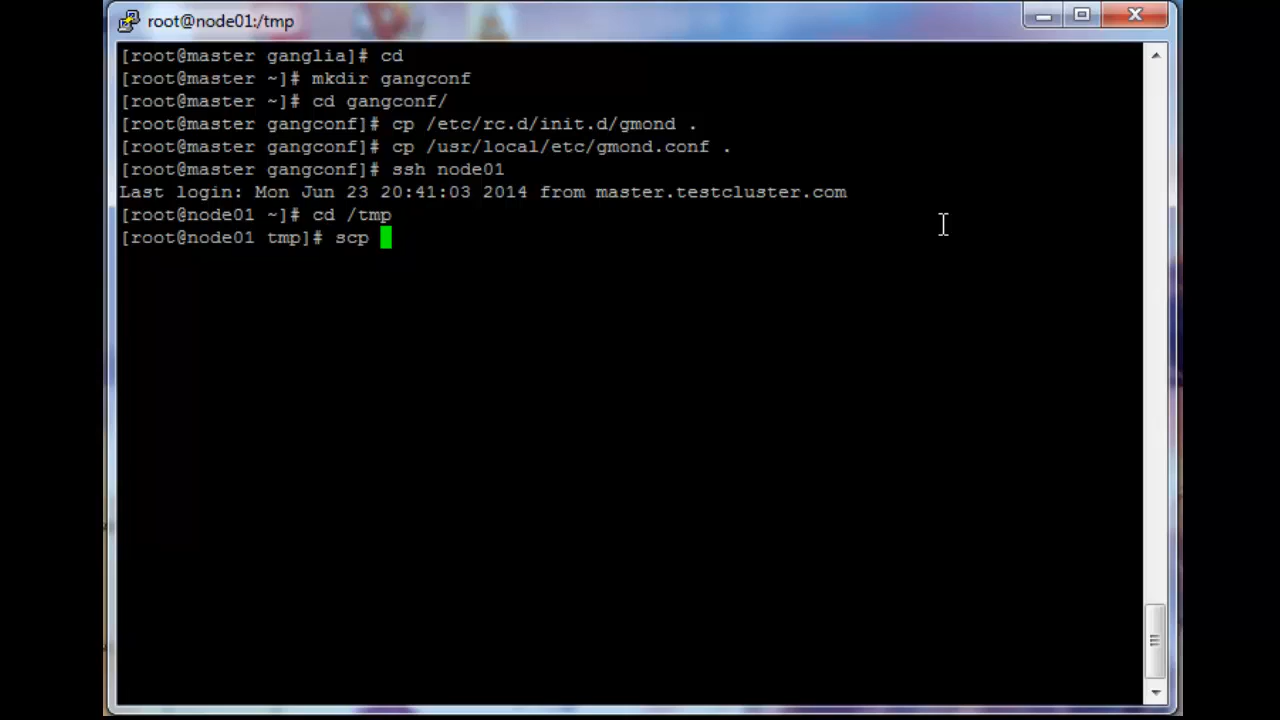 root@node01:/tmp
[root@master ganglia]# cd
[root@master ~]# mkdir gangconf
[root@master ~]# cd gangconf/
[root@master gangconf]# cp /etc/rc.d/init.d/gmond .
[root@master gangconf]# cp /usr/local/etc/gmond.conf .
[root@master gangconf]# ssh node01
Last login: Mon Jun 23 20:41:03 2014 from master.testcluster.com
[root@node01 ~]# cd /tmp
[root@node01 tmp]# scp